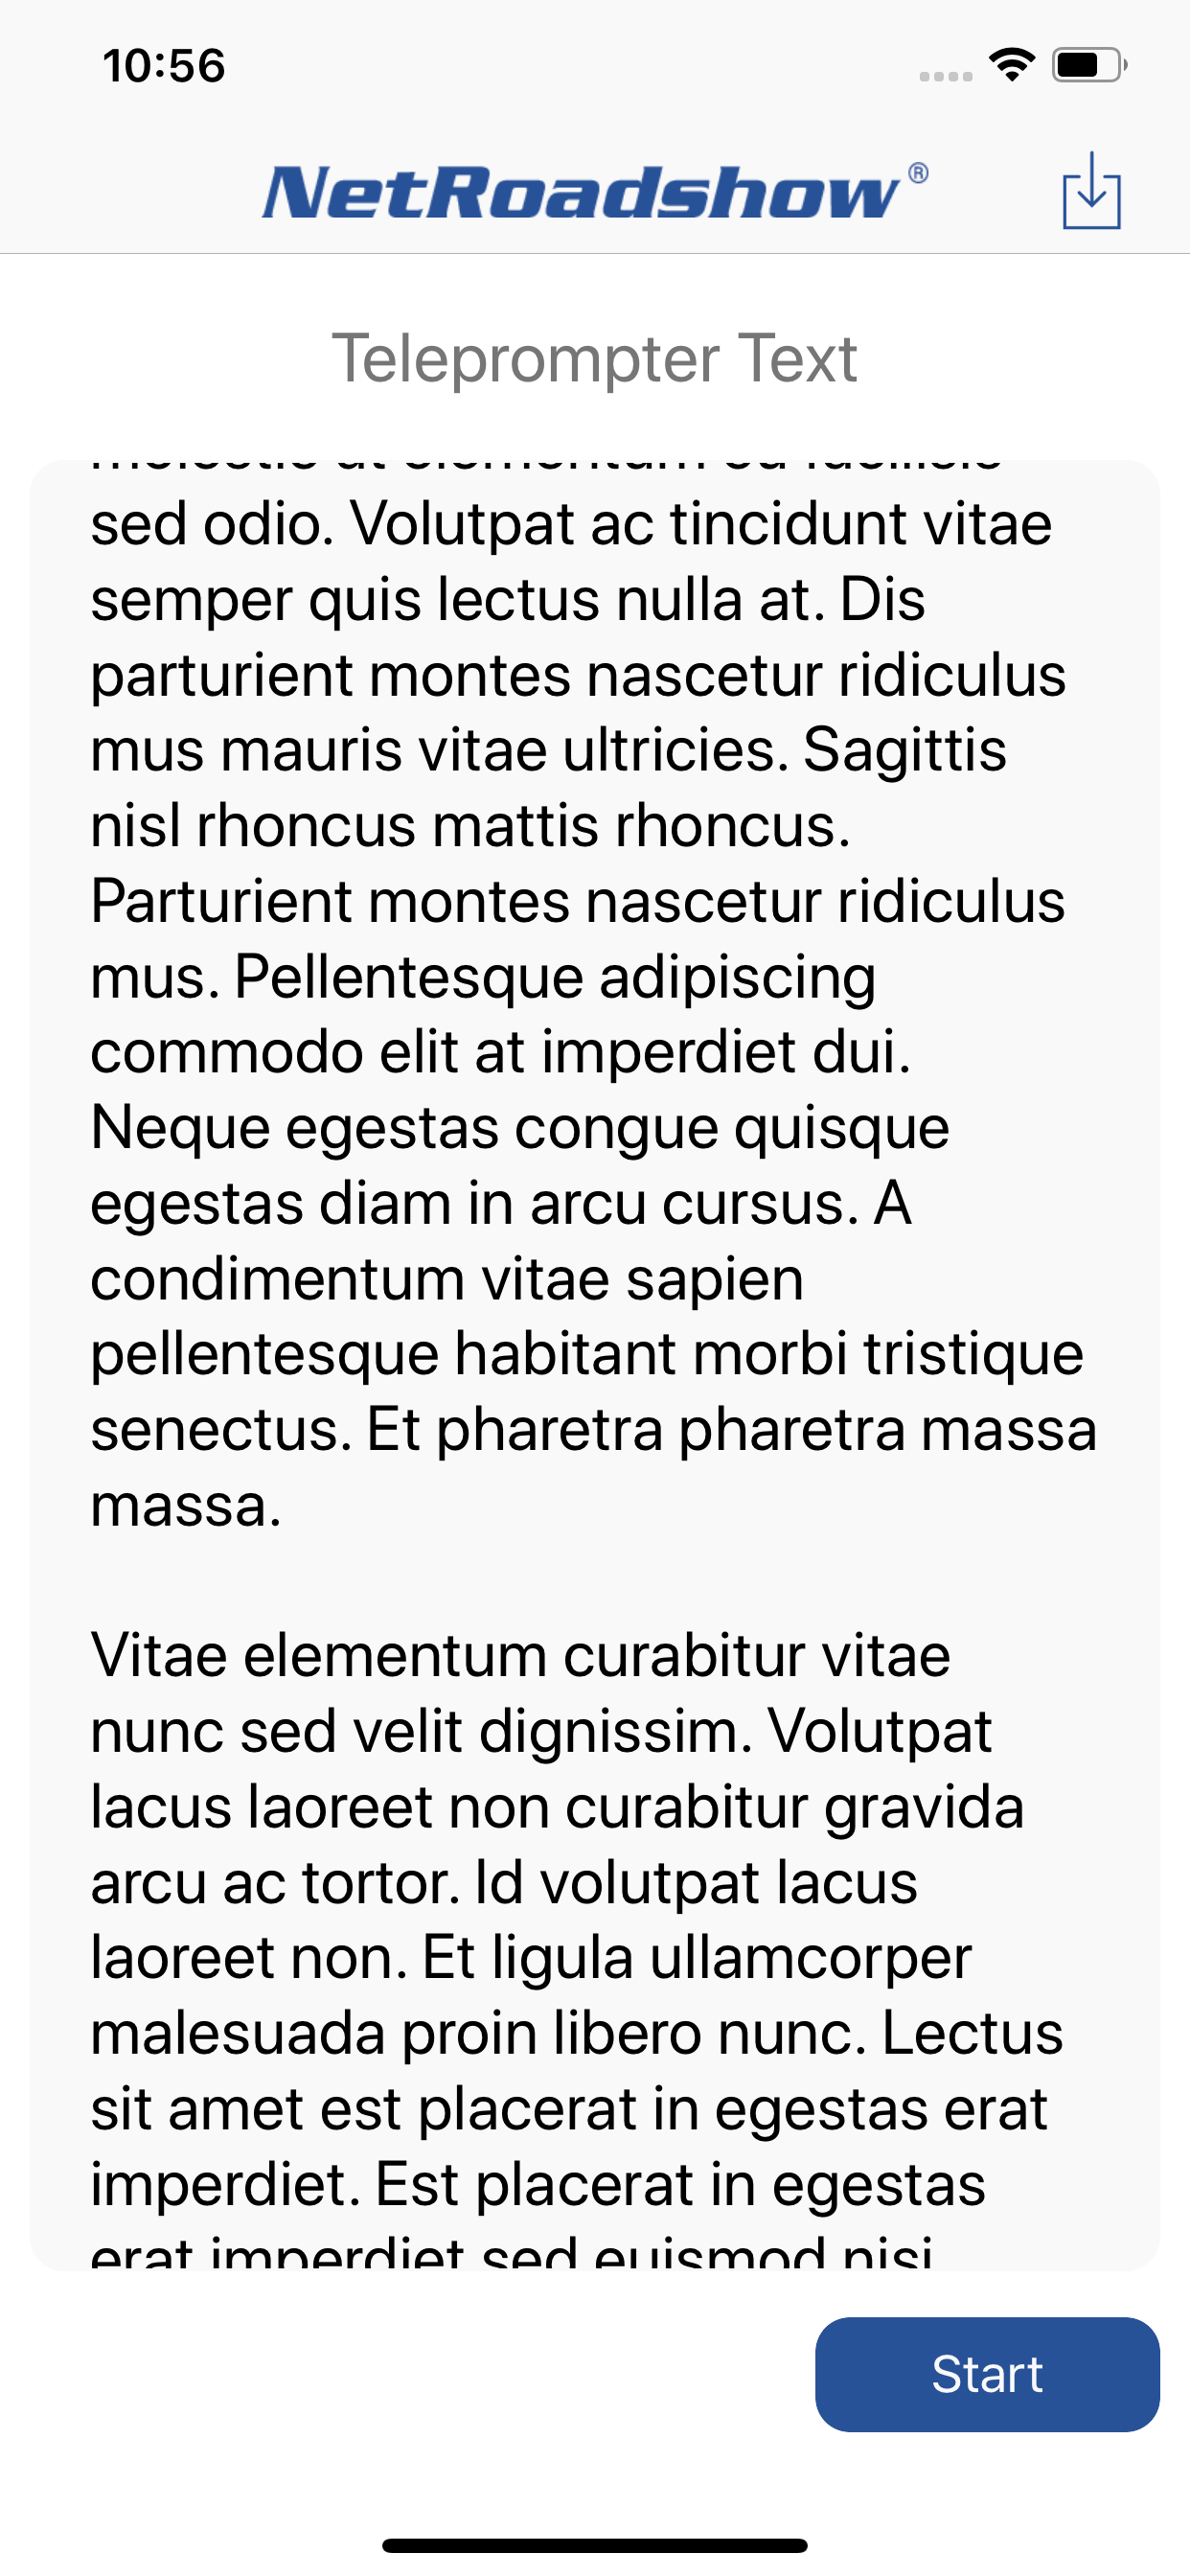 10:56
NetRoadshow®
Teleprompter Text
molestie at elementum eu facilisis
sed odio. Volutpat ac tincidunt vitae
semper quis lectus nulla at. Dis
parturient montes nascetur ridiculus
mus mauris vitae ultricies. Sagittis
nisl rhoncus mattis rhoncus.
Parturient montes nascetur ridiculus
mus. Pellentesque adipiscing
commodo elit at imperdiet dui.
Neque egestas congue quisque
egestas diam in arcu cursus. A
condimentum vitae sapien
pellentesque habitant morbi tristique
senectus. Et pharetra pharetra massa
massa.
Vitae elementum curabitur vitae
nunc sed velit dignissim. Volutpat
lacus laoreet non curabitur gravida
arcu ac tortor. Id volutpat lacus
laoreet non. Et ligula ullamcorper
malesuada proin libero nunc. Lectus
sit amet est placerat in egestas erat
imperdiet. Est placerat in egestas
erat imperdiet sed euismod nisi
Start